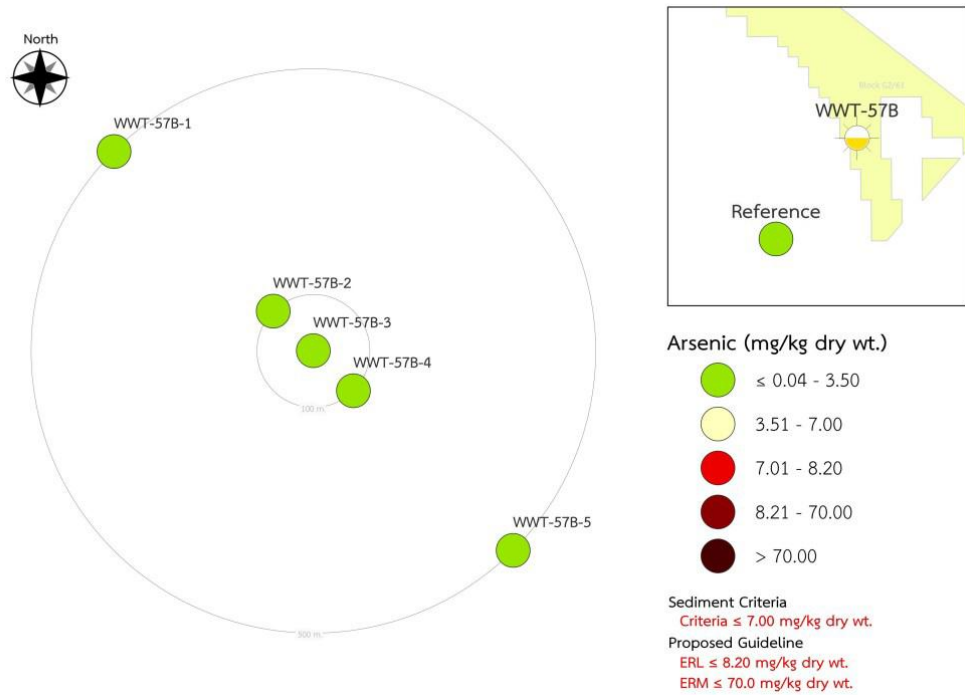 North
WWT-57B-1
WWT-57B-2
WWT-57B-3
WWT-57B-4
100 m.
WWT-57B-5
500 m.
Block G2/61
WWT-57B
Reference
Arsenic (mg/kg dry wt.)
≤ 0.04 - 3.50
3.51 - 7.00
7.01 - 8.20
8.21 - 70.00
> 70.00
Sediment Criteria
Criteria ≤ 7.00 mg/kg dry wt.
Proposed Guideline
ERL ≤ 8.20 mg/kg dry wt.
ERM ≤ 70.0 mg/kg dry wt.